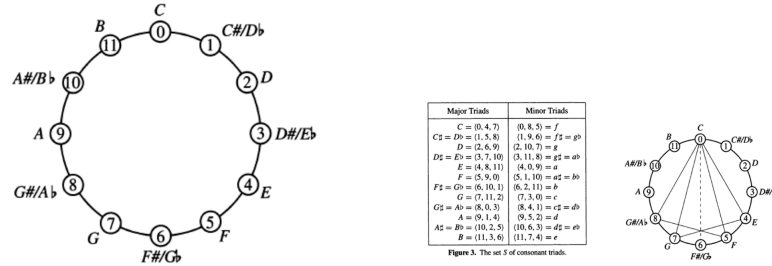 C
0
C#/D♭
1
D
2
D#/E♭
3
E
4
F
5
F#/G♭
6
G
7
G#/A♭
8
A
9
A#/B♭
10
B
11
Major Triads Minor Triads
C = ⟨0, 4, 7⟩ ⟨0, 8, 5⟩ = f
C♯ = D♭ = ⟨1, 5, 8⟩ ⟨1, 9, 6⟩ = f♯ = g♭
D = ⟨2, 6, 9⟩ ⟨2, 10, 7⟩ = g
D♯ = E♭ = ⟨3, 7, 10⟩ ⟨3, 11, 8⟩ = g♯ = a♭
E = ⟨4, 8, 11⟩ ⟨4, 0, 9⟩ = a
F = ⟨5, 9, 0⟩ ⟨5, 1, 10⟩ = a♯ = b♭
F♯ = G♭ = ⟨6, 10, 1⟩ ⟨6, 2, 11⟩ = b
G = ⟨7, 11, 2⟩ ⟨7, 3, 0⟩ = c
G♯ = A♭ = ⟨8, 0, 3⟩ ⟨8, 4, 1⟩ = c♯ = d♭
A = ⟨9, 1, 4⟩ ⟨9, 5, 2⟩ = d
A♯ = B♭ = ⟨10, 2, 5⟩ ⟨10, 6, 3⟩ = d♯ = e♭
B = ⟨11, 3, 6⟩ ⟨11, 7, 4⟩ = e
Figure 3. The set S of consonant triads.
C
0
C#/D♭
1
D
2
D#/
3
E
4
F
5
F#/G♭
6
G
7
G#/A♭
8
A
9
A#/B♭
10
B
11